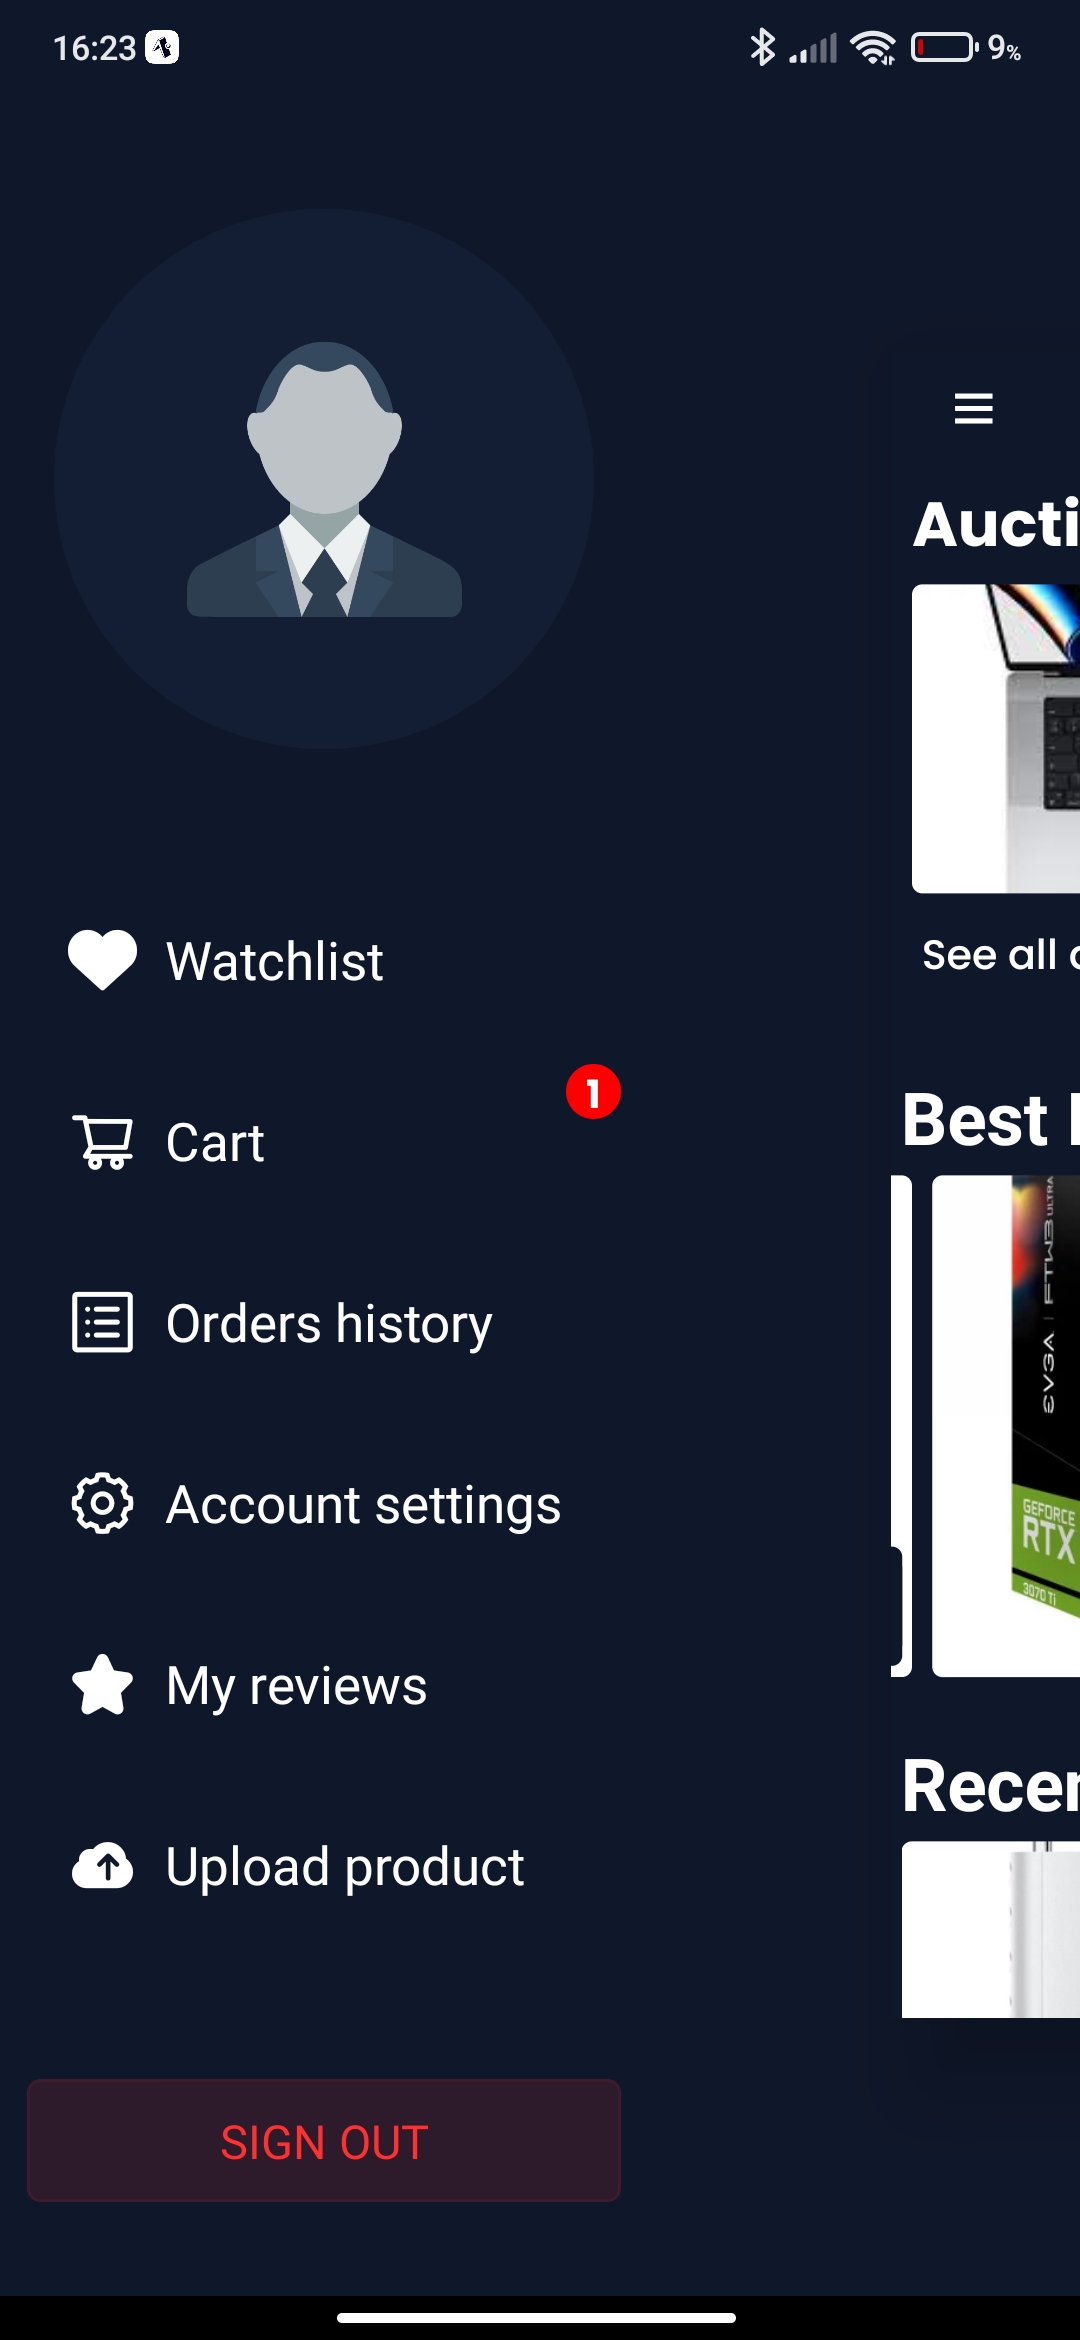 16:23
9%
Aucti
See all
Watchlist
1
Cart
Best
ULTRA
FTW3
EVGA
Orders history
Account settings
GEFORCE
RTX
3070 Ti
My reviews
Recen
Upload product
SIGN OUT